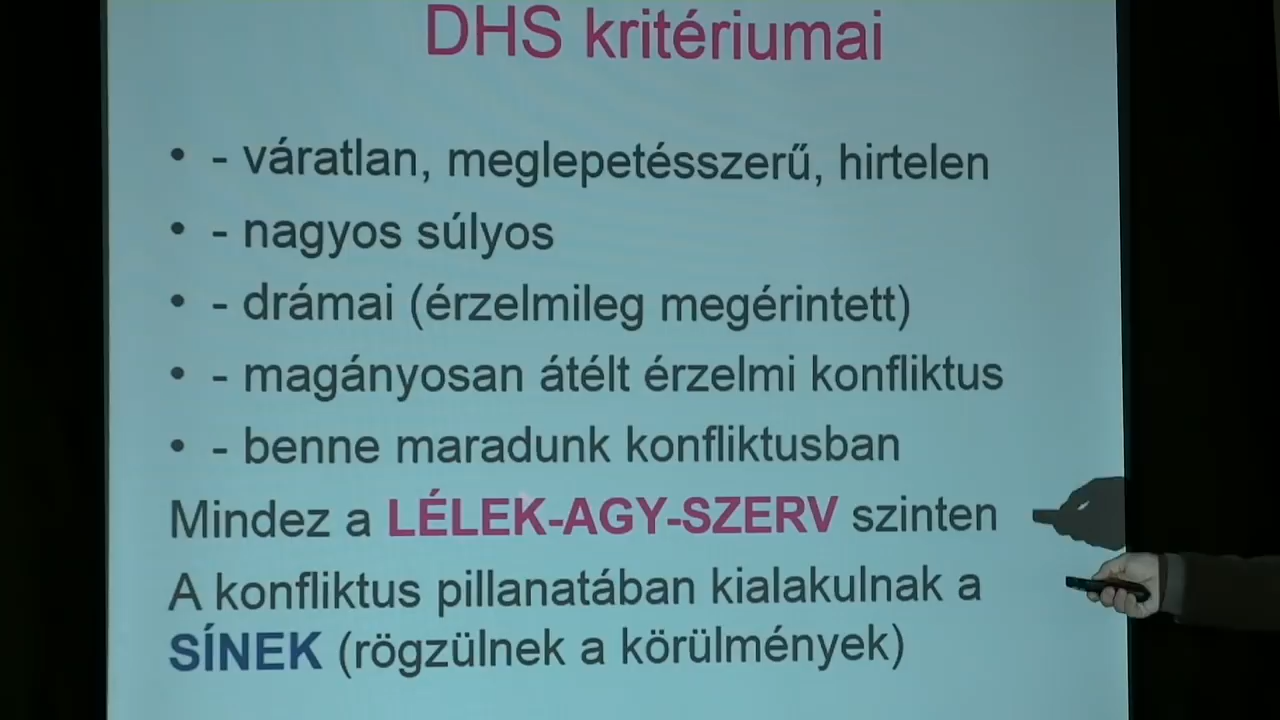 DHS kritériumai
• - váratlan, meglepetésszerű, hirtelen
• - nagyos súlyos
• - drámai (érzelmileg megérintett)
• - magányosan átélt érzelmi konfliktus
• - benne maradunk konfliktusban
Mindez a LÉLEK-AGY-SZERV szinten
A konfliktus pillanatában kialakulnak a
SÍNEK (rögzülnek a körülmények)